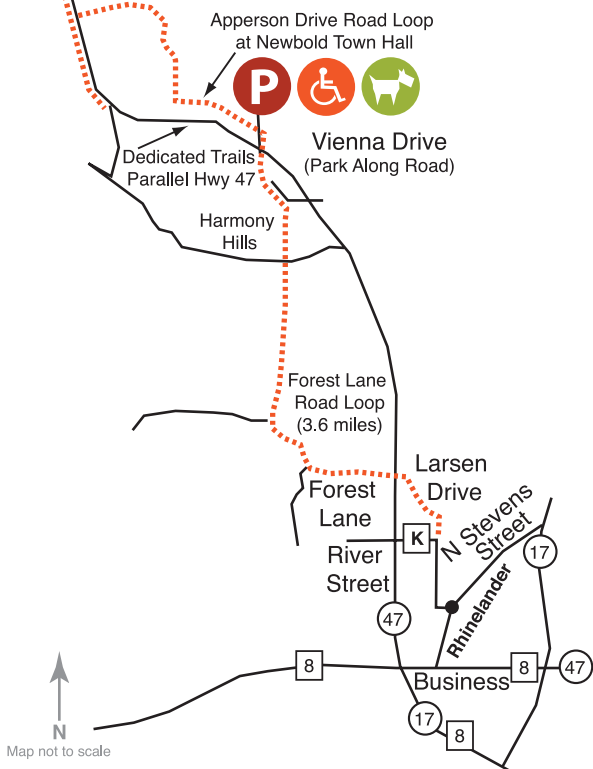 Apperson Drive Road Loop
at Newbold Town Hall
P
Vienna Drive
(Park Along Road)
Dedicated Trails
Parallel Hwy 47
Harmony
Hills
Forest Lane
Road Loop
(3.6 miles)
Larsen
Drive
Forest
Lane
K
N Stevens
Street
17
River
Street
Rhinelander
47
8
8
47
Business
17
8
N
Map not to scale